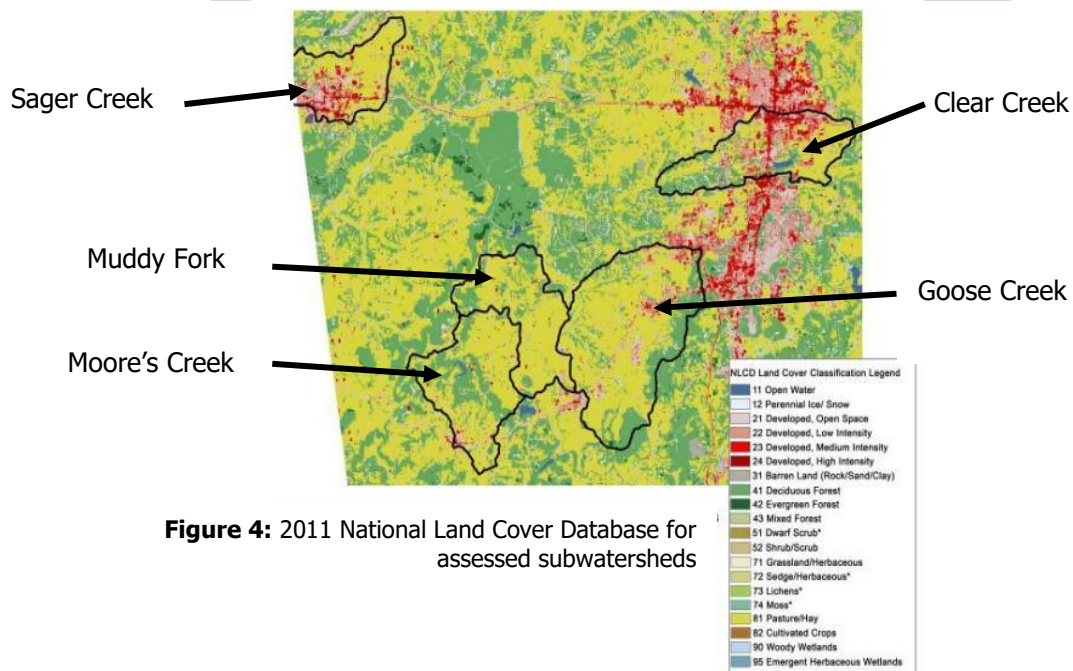 Sager Creek
Clear Creek
Muddy Fork
Goose Creek
Moore's Creek
NLCD Land Cover Classification Legend
11 Open Water
12 Perennial Ice/ Snow
21 Developed, Open Space
22 Developed, Low Intensity
23 Developed, Medium Intensity
24 Developed, High Intensity
31 Barren Land (Rock/Sand/Clay)
41 Deciduous Forest
42 Evergreen Forest
43 Mixed Forest
51 Dwarf Scrub*
52 Shrub/Scrub
71 Grassland/Herbaceous
72 Sedge/Herbaceous*
73 Lichens*
74 Moss*
81 Pasture/Hay
82 Cultivated Crops
90 Woody Wetlands
95 Emergent Herbaceous Wetlands
Figure 4: 2011 National Land Cover Database for
assessed subwatersheds